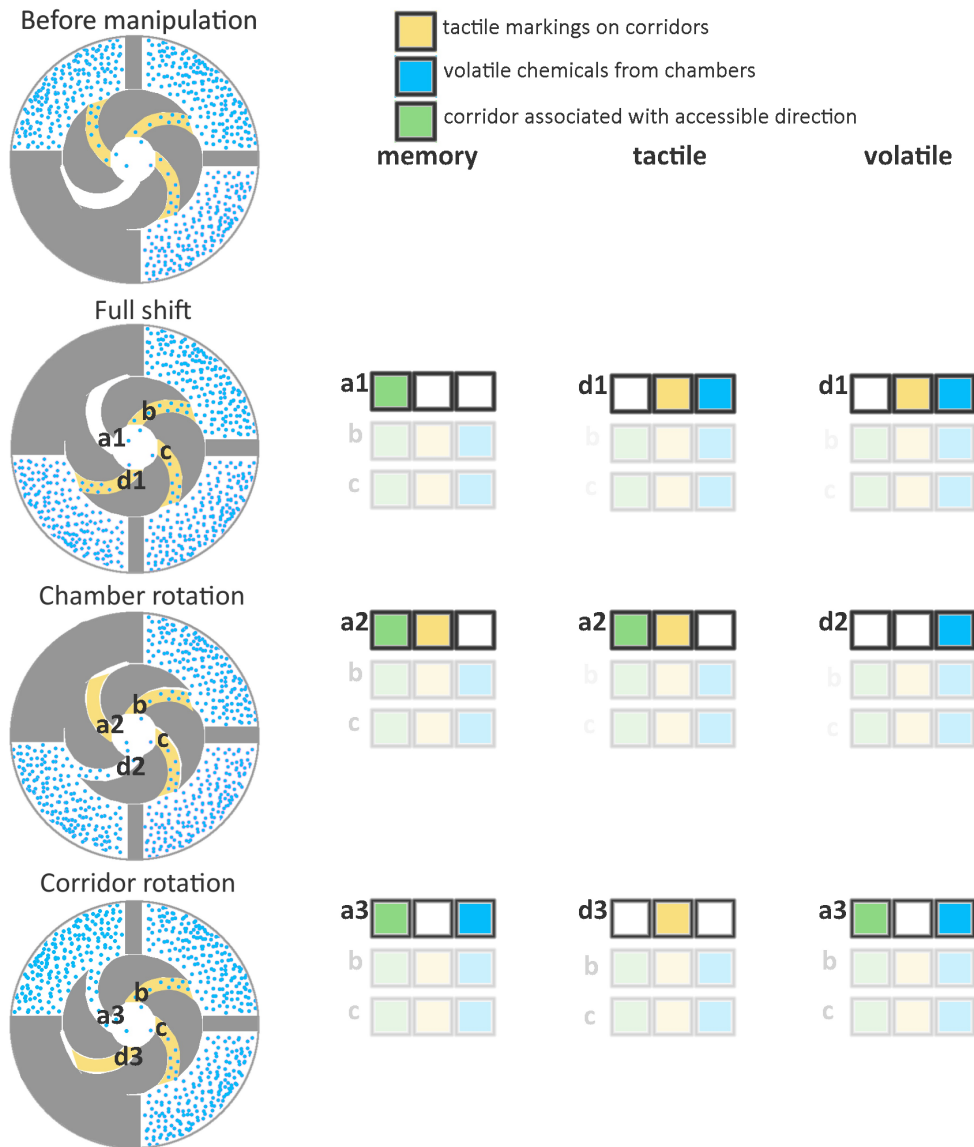 Before manipulation
tactile markings on corridors
volatile chemicals from chambers
corridor associated with accessible direction
memory tactile volatile
Full shift
a1 d1 d1
b b b
c c c
b
a1 c
d1
Chamber rotation
a2 a2 d2
b b b
c c c
b
a2 c
d2
Corridor rotation
a3 d3 a3
b b b
c c c
b
a3 c
d3